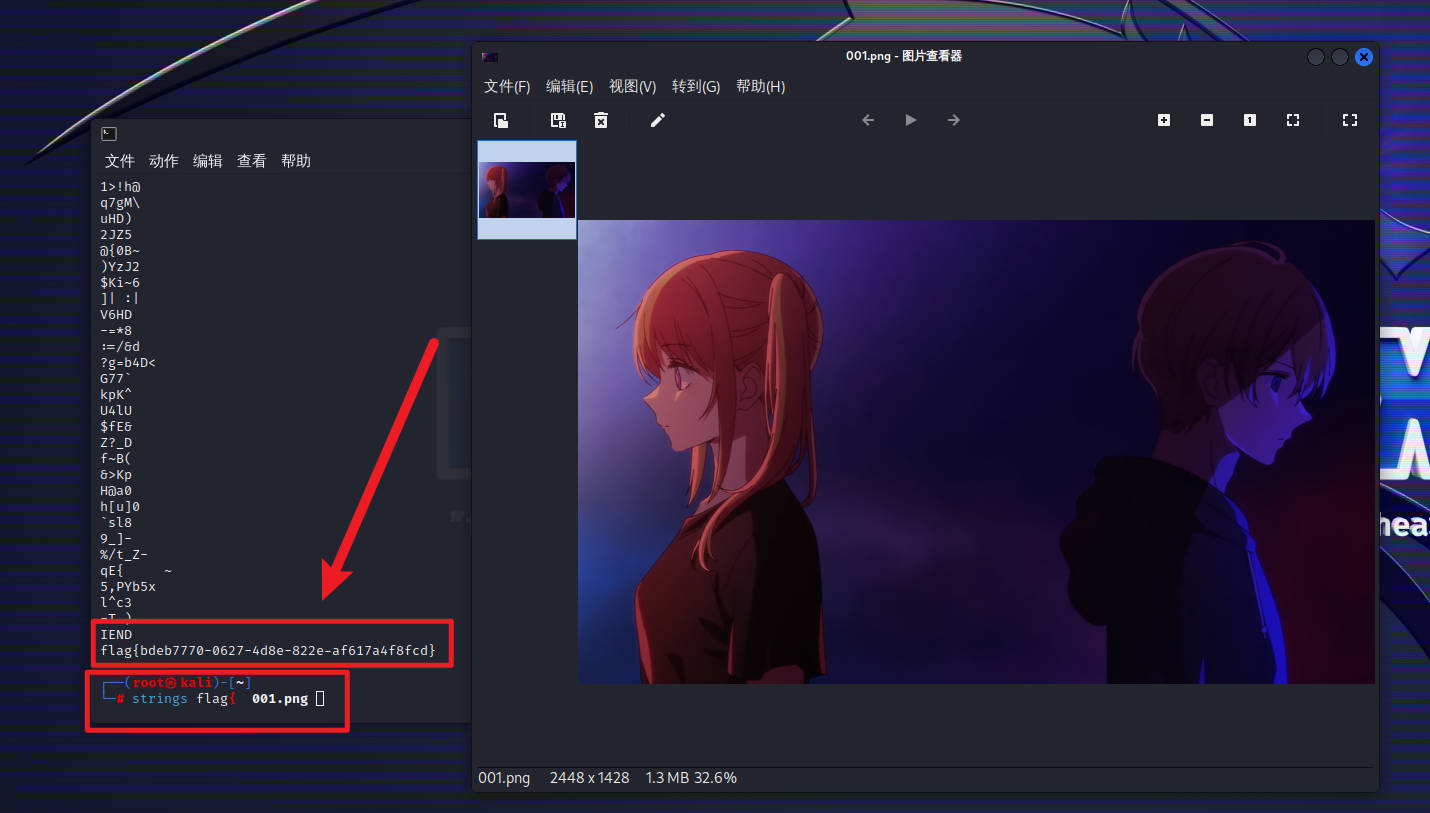 001.png - 图片查看器
文件(F) 编辑(E) 视图(V) 转到(G) 帮助(H)
文件 动作 编辑 查看 帮助
1>!h@
q7gM\
uHD)
2JZ5
@{0B~
)YzJ2
$Ki~6
]| :|
V6HD
-=*8
:=/&d
?g=b4D<
G77`
kpK^
U4lU
$fE&
Z?_D
f~B(
&>Kp
H@a0
h[u]0
`sl8
9_]-
%/t_Z-
qE{ ~
5,PYb5x
l^c3
IEND
flag{bdeb7770-0627-4d8e-822e-af617a4f8fcd}
┌──(root㉿kali)-[~]
└─# strings flag{ 001.png
001.png 2448 x 1428 1.3 MB 32.6%